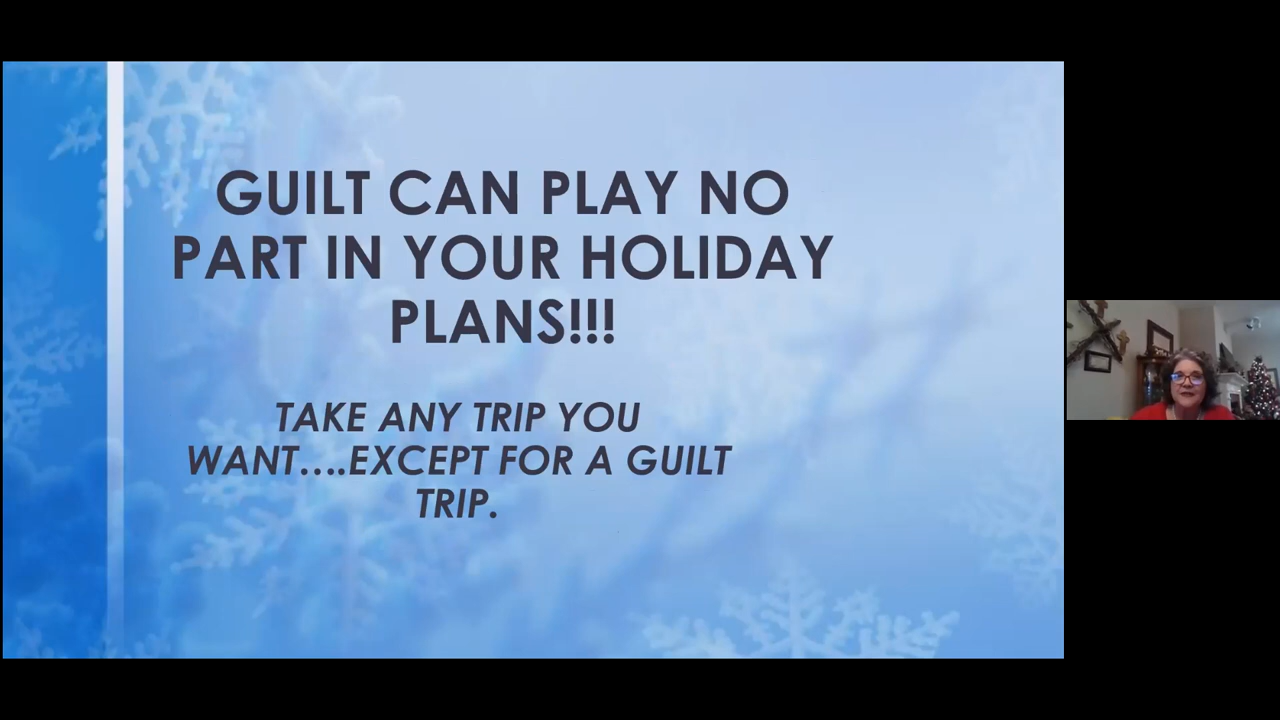 GUILT CAN PLAY NO
PART IN YOUR HOLIDAY
PLANS!!!
TAKE ANY TRIP YOU
WANT....EXCEPT FOR A GUILT
TRIP.